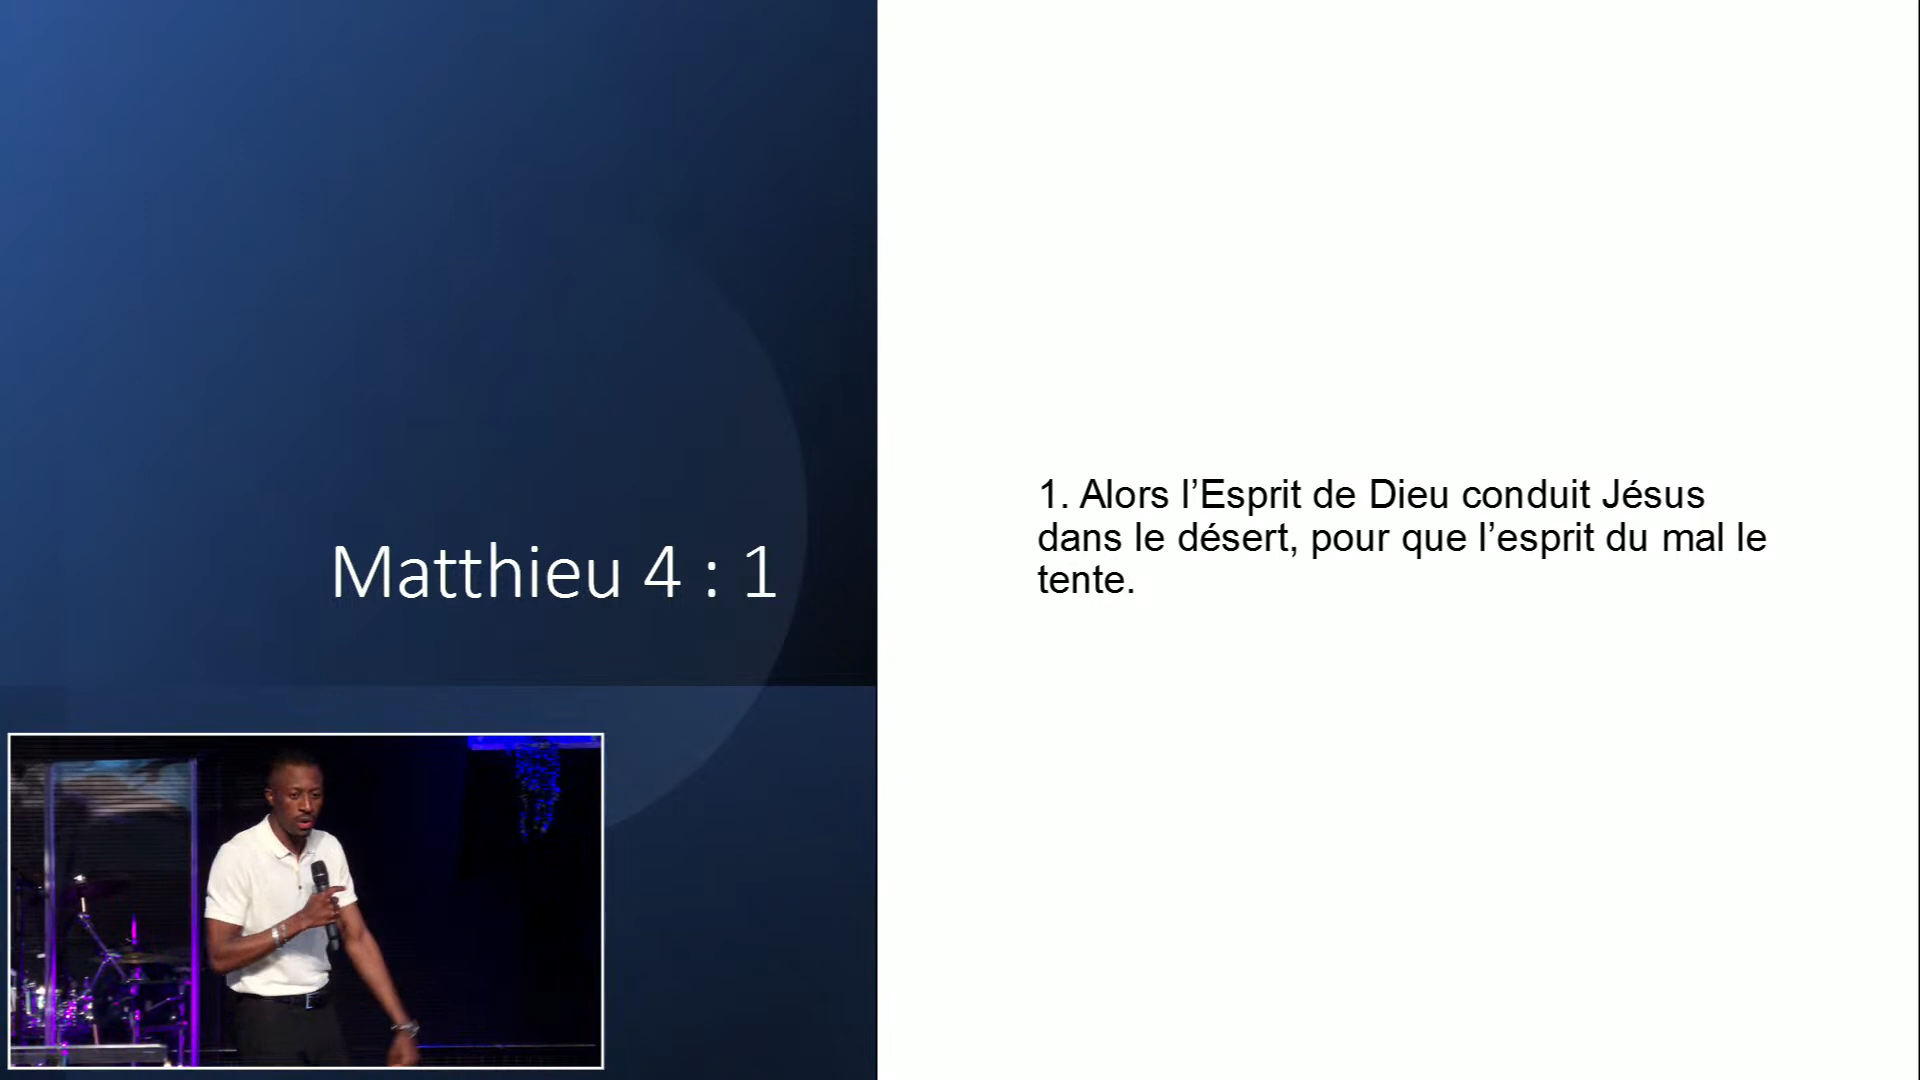 Matthieu 4 : 1
1. Alors l’Esprit de Dieu conduit Jésus
dans le désert, pour que l’esprit du mal le
tente.